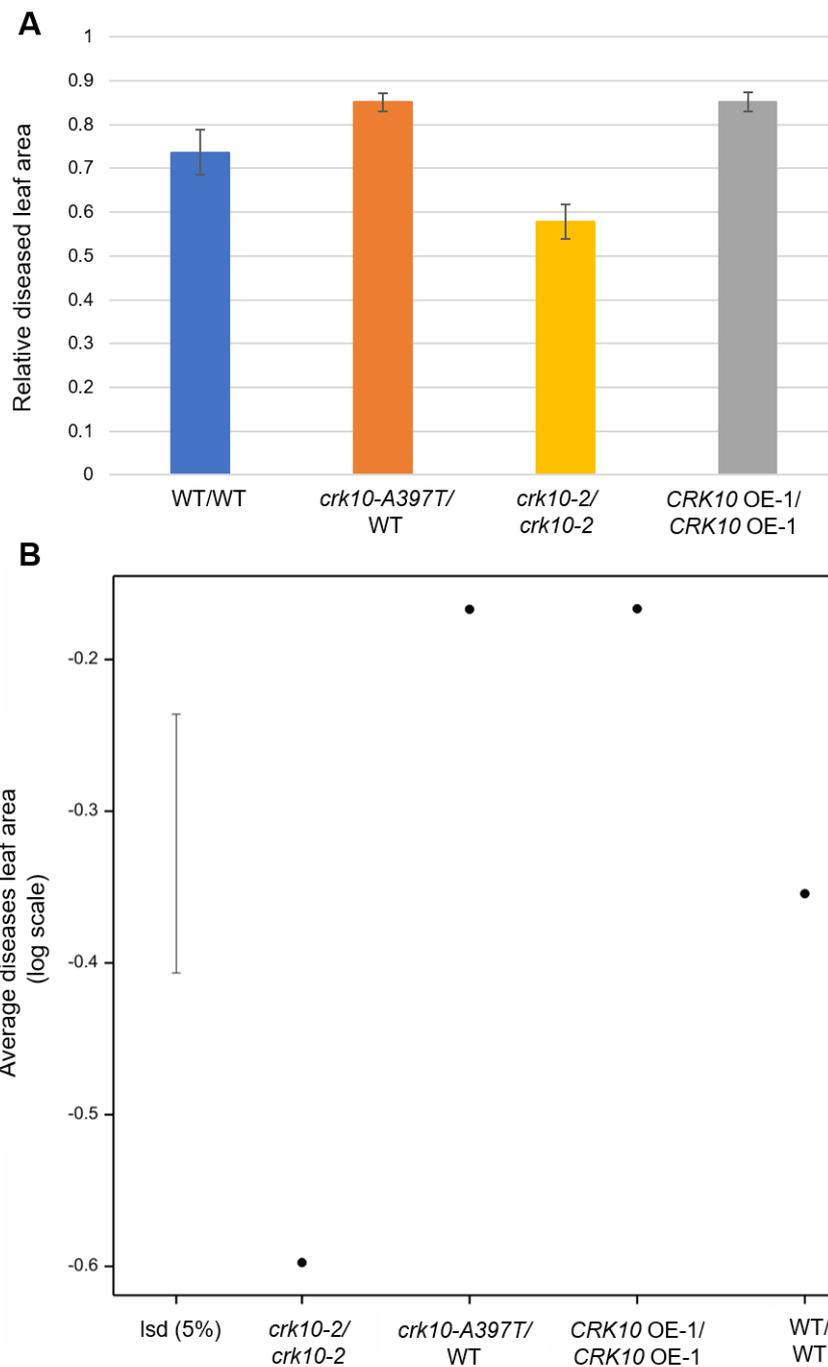 A
Relative diseased leaf area
1
0.9
0.8
0.7
0.6
0.5
0.4
0.3
0.2
0.1
0
WT/WT
crk10-A397T/
WT
crk10-2/
crk10-2
CRK10 OE-1/
CRK10 OE-1
B
Average diseases leaf area
(log scale)
-0.2
-0.3
-0.4
-0.5
-0.6
lsd (5%)
crk10-2/
crk10-2
crk10-A397T/
WT
CRK10 OE-1/
CRK10 OE-1
WT/
WT